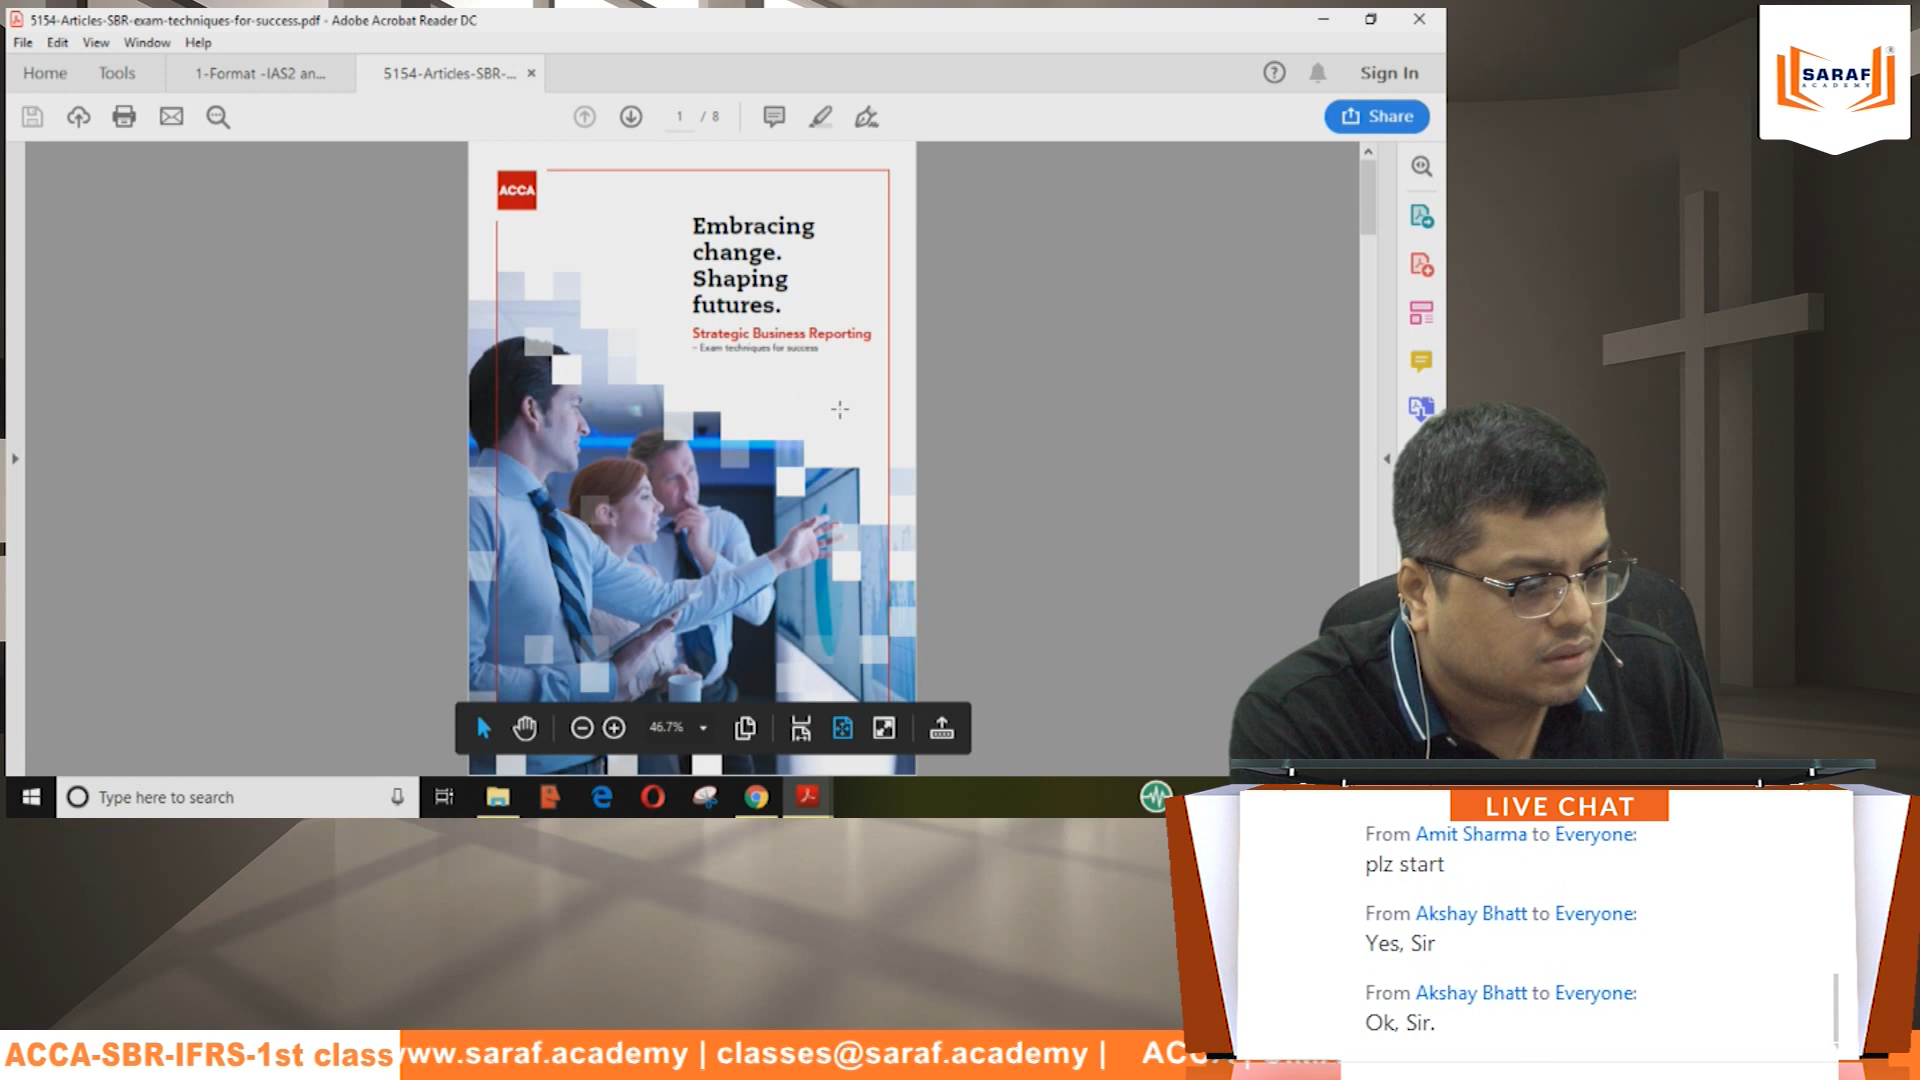 5154-Articles-SBR-exam-techniques-for-success.pdf - Adobe Acrobat Reader DC
File Edit View Window Help
Home Tools 1-Format -IAS2 an... 5154-Articles-SBR-... × Sign In
1 / 8
Share
ACCA
Embracing
change.
Shaping
futures.
Strategic Business Reporting
– Exam techniques for success
46.7%
Type here to search
SARAF
ACADEMY
LIVE CHAT
From Amit Sharma to Everyone:
plz start
From Akshay Bhatt to Everyone:
Yes, Sir
From Akshay Bhatt to Everyone:
Ok, Sir.
ACCA-SBR-IFRS-1st class
www.saraf.academy | classes@saraf.academy |